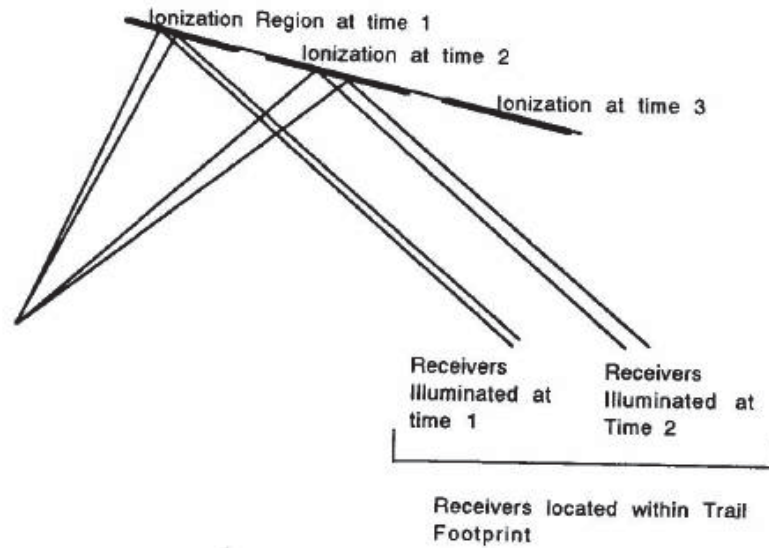 Ionization Region at time 1
Ionization at time 2
Ionization at time 3
Receivers
Illuminated at
time 1
Receivers
Illuminated at
Time 2
Receivers located within Trail
Footprint